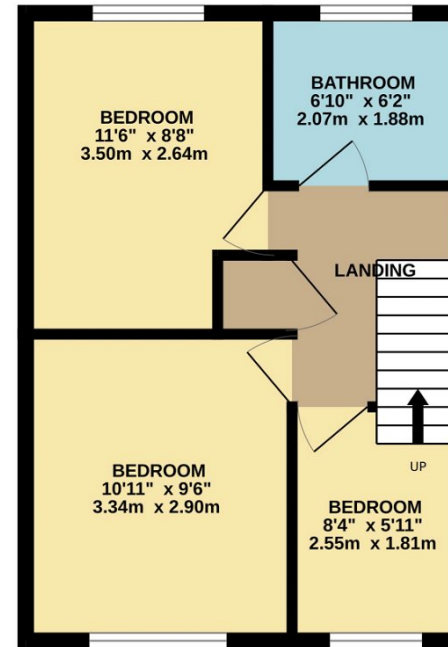 BATHROOM
6'10" x 6'2"
2.07m x 1.88m
BEDROOM
11'6" x 8'8"
3.50m x 2.64m
LANDING
UP
BEDROOM
10'11" x 9'6"
3.34m x 2.90m
BEDROOM
8'4" x 5'11"
2.55m x 1.81m